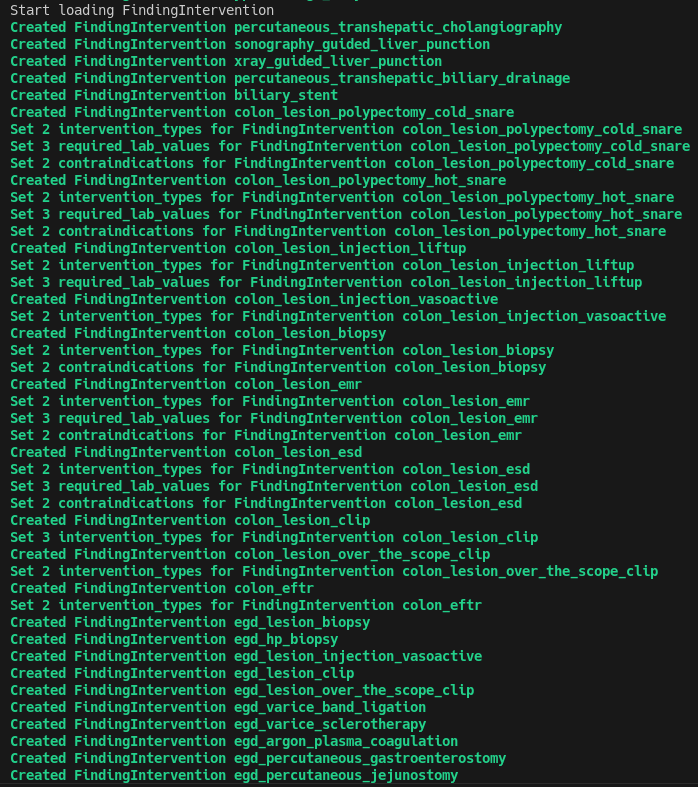 Start loading FindingIntervention
Created FindingIntervention percutaneous_transhepatic_cholangiography
Created FindingIntervention sonography_guided_liver_punction
Created FindingIntervention xray_guided_liver_punction
Created FindingIntervention percutaneous_transhepatic_biliary_drainage
Created FindingIntervention biliary_stent
Created FindingIntervention colon_lesion_polypectomy_cold_snare
Set 2 intervention_types for FindingIntervention colon_lesion_polypectomy_cold_snare
Set 3 required_lab_values for FindingIntervention colon_lesion_polypectomy_cold_snare
Set 2 contraindications for FindingIntervention colon_lesion_polypectomy_cold_snare
Created FindingIntervention colon_lesion_polypectomy_hot_snare
Set 2 intervention_types for FindingIntervention colon_lesion_polypectomy_hot_snare
Set 3 required_lab_values for FindingIntervention colon_lesion_polypectomy_hot_snare
Set 2 contraindications for FindingIntervention colon_lesion_polypectomy_hot_snare
Created FindingIntervention colon_lesion_injection_liftup
Set 2 intervention_types for FindingIntervention colon_lesion_injection_liftup
Set 3 required_lab_values for FindingIntervention colon_lesion_injection_liftup
Created FindingIntervention colon_lesion_injection_vasoactive
Set 2 intervention_types for FindingIntervention colon_lesion_injection_vasoactive
Created FindingIntervention colon_lesion_biopsy
Set 2 intervention_types for FindingIntervention colon_lesion_biopsy
Set 2 contraindications for FindingIntervention colon_lesion_biopsy
Created FindingIntervention colon_lesion_emr
Set 2 intervention_types for FindingIntervention colon_lesion_emr
Set 3 required_lab_values for FindingIntervention colon_lesion_emr
Set 2 contraindications for FindingIntervention colon_lesion_emr
Created FindingIntervention colon_lesion_esd
Set 2 intervention_types for FindingIntervention colon_lesion_esd
Set 3 required_lab_values for FindingIntervention colon_lesion_esd
Set 2 contraindications for FindingIntervention colon_lesion_esd
Created FindingIntervention colon_lesion_clip
Set 3 intervention_types for FindingIntervention colon_lesion_clip
Created FindingIntervention colon_lesion_over_the_scope_clip
Set 2 intervention_types for FindingIntervention colon_lesion_over_the_scope_clip
Created FindingIntervention colon_eftr
Set 2 intervention_types for FindingIntervention colon_eftr
Created FindingIntervention egd_lesion_biopsy
Created FindingIntervention egd_hp_biopsy
Created FindingIntervention egd_lesion_injection_vasoactive
Created FindingIntervention egd_lesion_clip
Created FindingIntervention egd_lesion_over_the_scope_clip
Created FindingIntervention egd_varice_band_ligation
Created FindingIntervention egd_varice_sclerotherapy
Created FindingIntervention egd_argon_plasma_coagulation
Created FindingIntervention egd_percutaneous_gastroenterostomy
Created FindingIntervention egd_percutaneous_jejunostomy